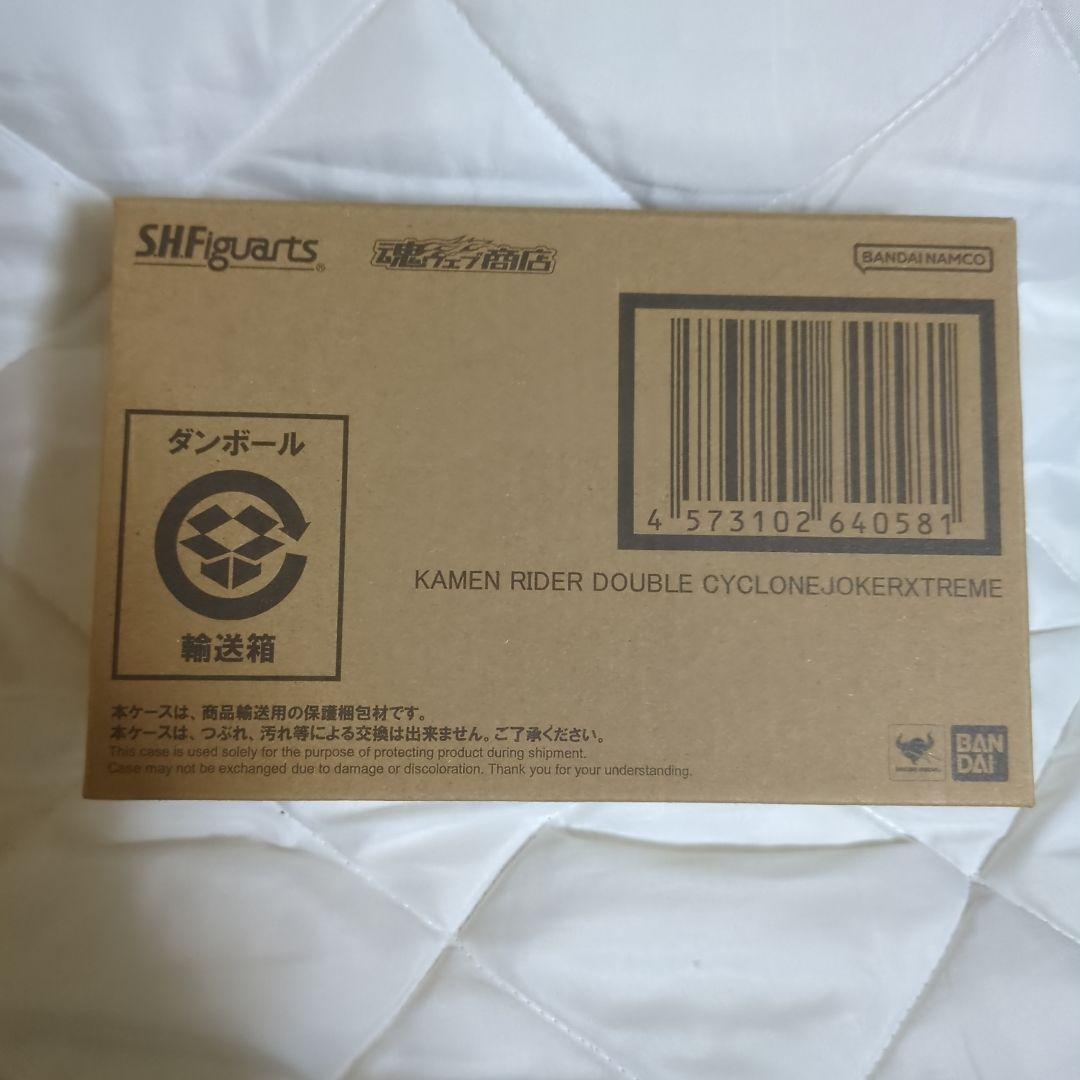 S.H.Figuarts®
魂ウェブ商店
BANDAI NAMCO
4 573102 640581
KAMEN RIDER DOUBLE CYCLONEJOKERXTREME
ダンボール
輸送箱
本ケースは、商品輸送用の保護梱包材です。
本ケースは、つぶれ、汚れ等による交換は出来ません。ご了承ください。
This case is used solely for the purpose of protecting product during shipment.
Case may not be exchanged due to damage or discoloration. Thank you for your understanding.
BAN
DAI